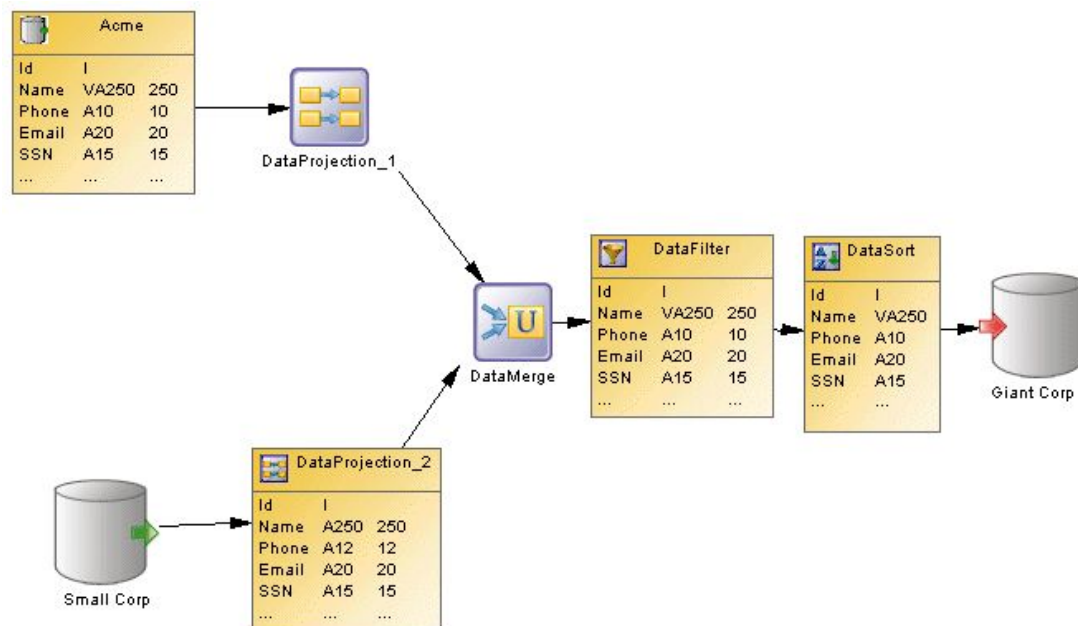 Acme
Id I
Name VA250 250
Phone A10 10
Email A20 20
SSN A15 15
... ... ...
DataProjection_1
DataMerge
DataFilter
Id I
Name VA250 250
Phone A10 10
Email A20 20
SSN A15 15
... ... ...
DataSort
Id I
Name VA250
Phone A10
Email A20
SSN A15
... ...
Giant Corp
Small Corp
DataProjection_2
Id I
Name A250 250
Phone A12 12
Email A20 20
SSN A15 15
... ... ...
U